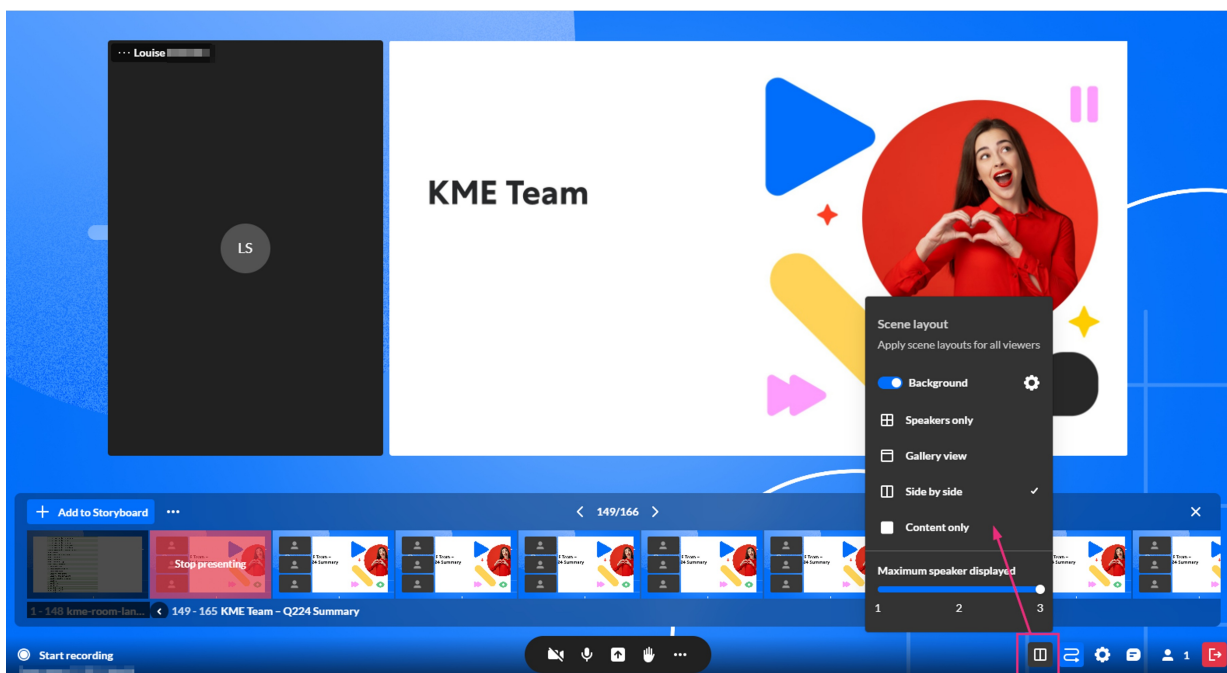 ··· Louise
LS
KME Team
Scene layout
Apply scene layouts for all viewers
Background
Speakers only
Gallery view
Side by side
Content only
Maximum speaker displayed
1 2 3
+ Add to Storyboard ···
< 149/166 >
Stop presenting
1 - 148 kme-room-lan... 149 - 165 KME Team – Q224 Summary
Start recording
1